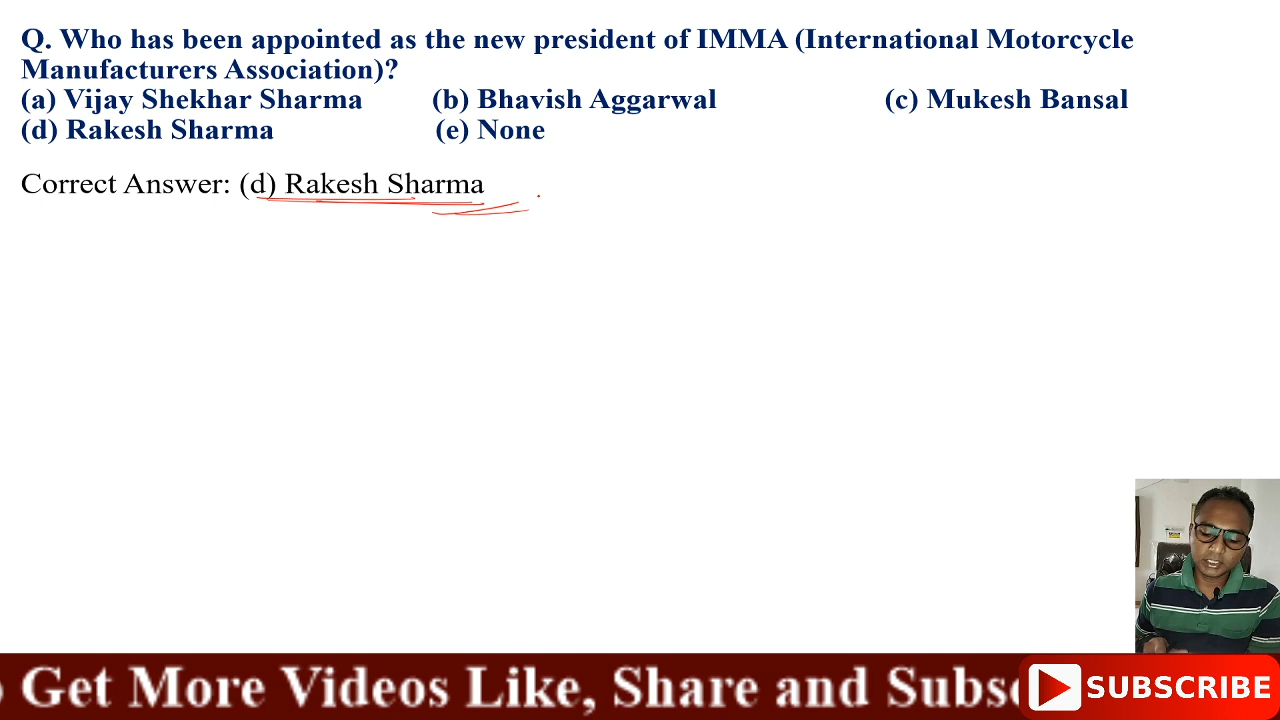 Q. Who has been appointed as the new president of IMMA (International Motorcycle
Manufacturers Association)?
(a) Vijay Shekhar Sharma (b) Bhavish Aggarwal (c) Mukesh Bansal
(d) Rakesh Sharma (e) None
Correct Answer: (d) Rakesh Sharma
Get More Videos Like, Share and Subsc
SUBSCRIBE